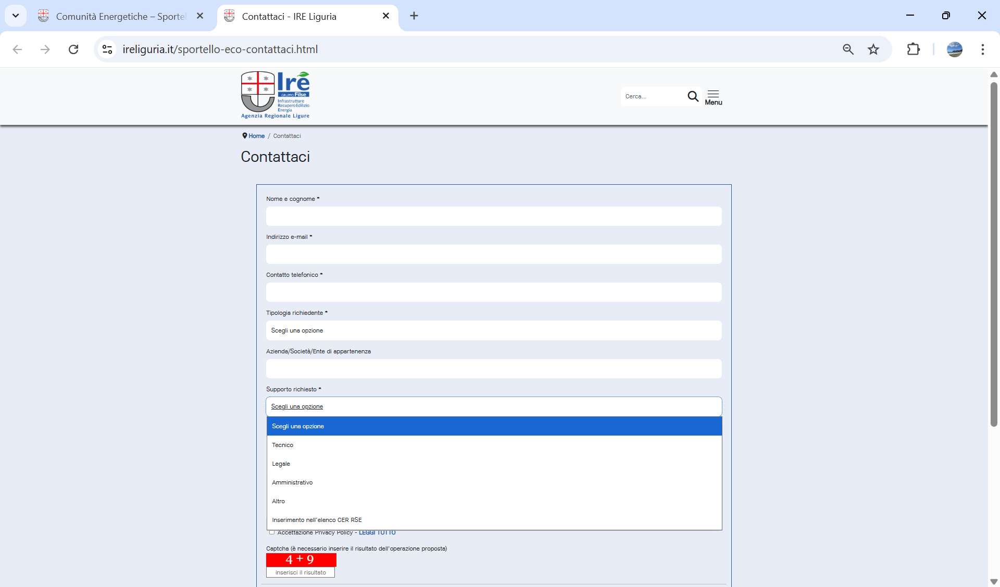 Comunità Energetiche – Sporte
Contattaci - IRE Liguria
ireliguria.it/sportello-eco-contattaci.html
Ire
GRUPPO Filse
Infrastrutture
Recupero Edilizio
Energia
Agenzia Regionale Ligure
Cerca...
Menu
Home / Contattaci
Contattaci
Nome e cognome *
Indirizzo e-mail *
Contatto telefonico *
Tipologia richiedente *
Scegli una opzione
Azienda/Società/Ente di appartenenza
Supporto richiesto *
Scegli una opzione
Scegli una opzione
Tecnico
Legale
Amministrativo
Altro
Inserimento nell'elenco CER RSE
Accettazione Privacy Policy - LEGGI TUTTO
Captcha (è necessario inserire il risultato dell'operazione proposta)
4 + 9
inserisci il risultato